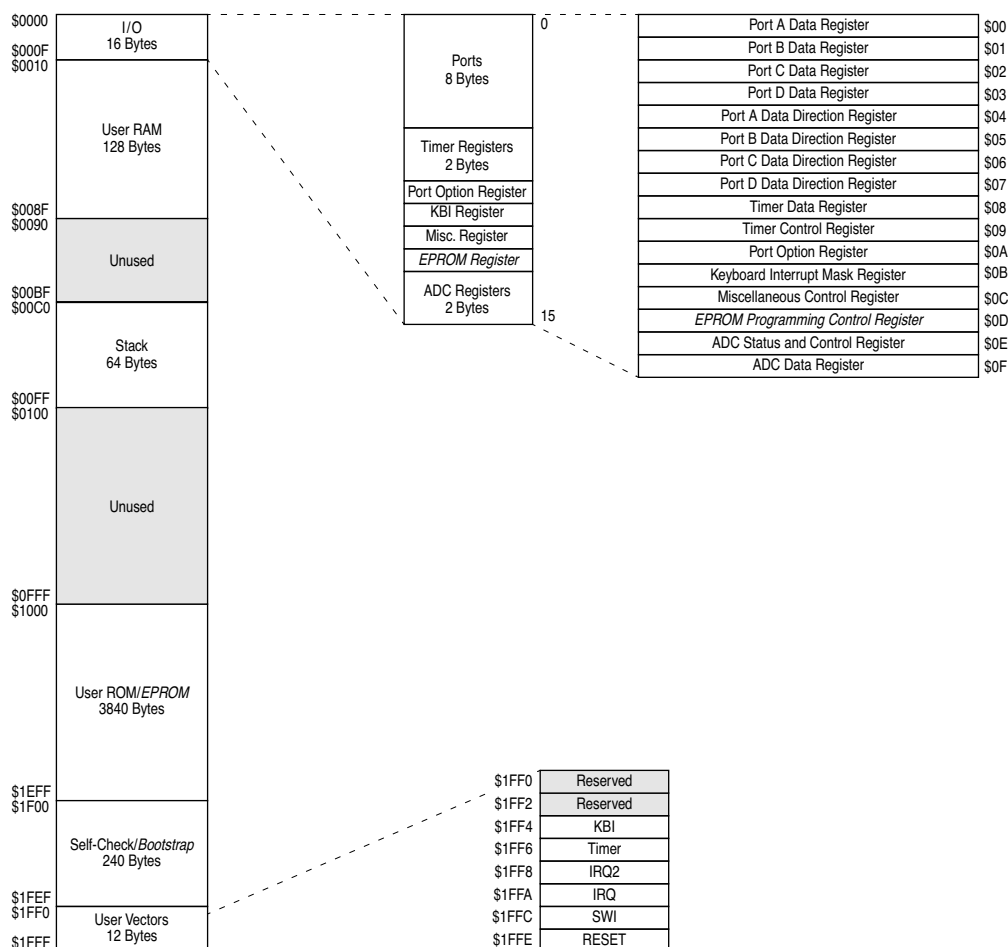 $0000
I/O
16 Bytes
$000F
$0010
User RAM
128 Bytes
$008F
$0090
Unused
$00BF
$00C0
Stack
64 Bytes
$00FF
$0100
Unused
$0FFF
$1000
User ROM/EPROM
3840 Bytes
$1EFF
$1F00
Self-Check/Bootstrap
240 Bytes
$1FEF
$1FF0
User Vectors
12 Bytes
$1FFF
0
Ports
8 Bytes
Timer Registers
2 Bytes
Port Option Register
KBI Register
Misc. Register
EPROM Register
ADC Registers
2 Bytes
15
Port A Data Register $00
Port B Data Register $01
Port C Data Register $02
Port D Data Register $03
Port A Data Direction Register $04
Port B Data Direction Register $05
Port C Data Direction Register $06
Port D Data Direction Register $07
Timer Data Register $08
Timer Control Register $09
Port Option Register $0A
Keyboard Interrupt Mask Register $0B
Miscellaneous Control Register $0C
EPROM Programming Control Register $0D
ADC Status and Control Register $0E
ADC Data Register $0F
$1FF0 Reserved
$1FF2 Reserved
$1FF4 KBI
$1FF6 Timer
$1FF8 IRQ2
$1FFA IRQ
$1FFC SWI
$1FFE RESET